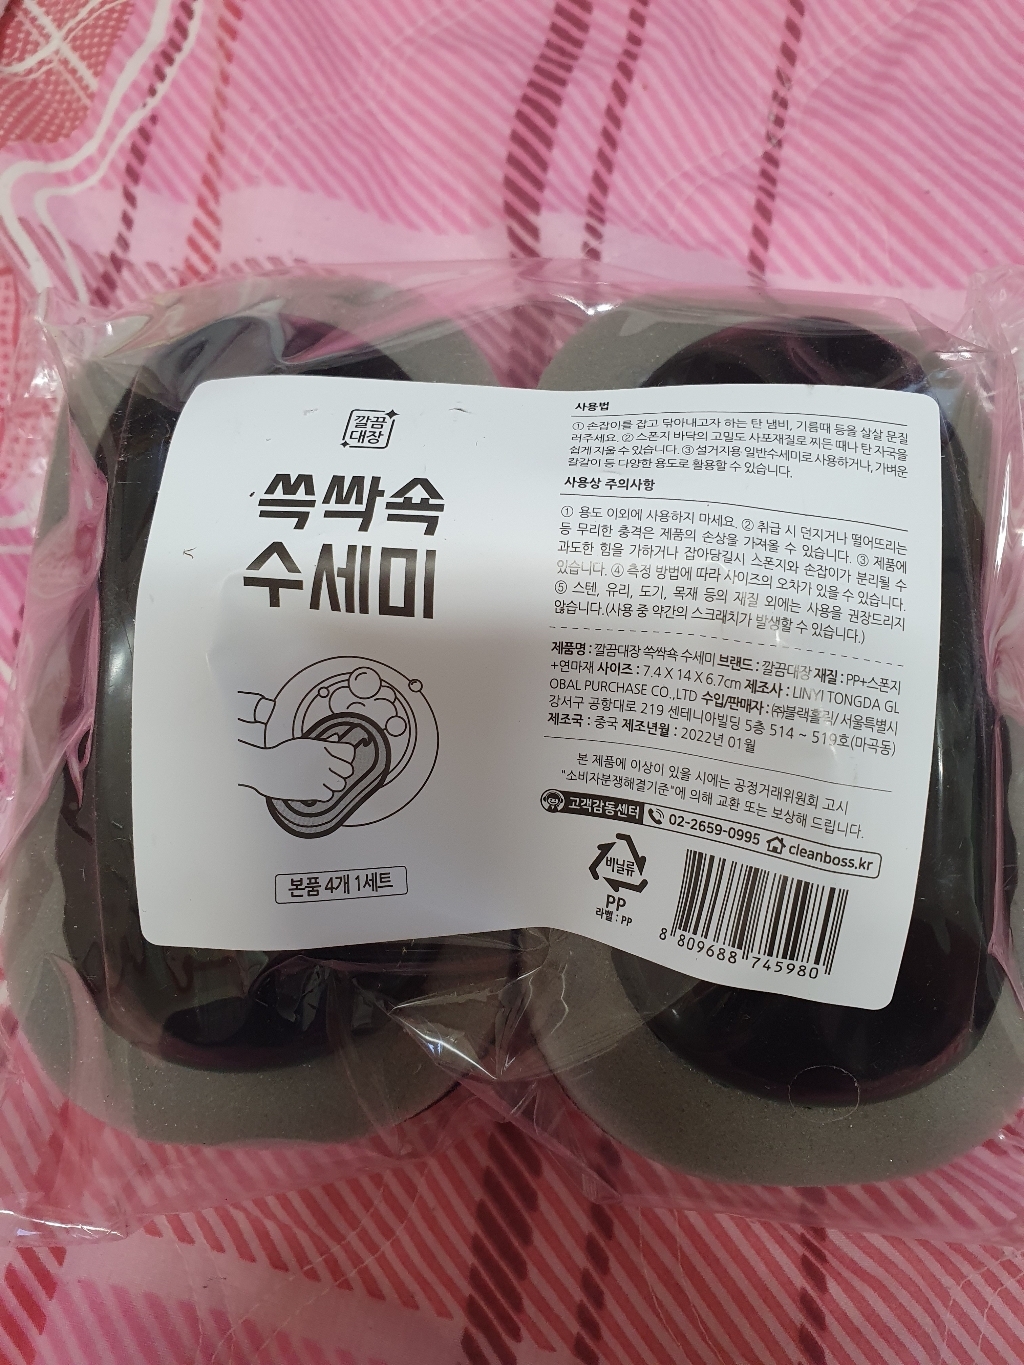 깔끔
대장
쓱싹쇽
수세미
본품 4개 1세트
사용법
① 손잡이를 잡고 닦아내고자 하는 탄 냄비, 기름때 등을 살살 문질
러주세요. ② 스폰지 바닥의 고밀도 사포재질로 찌든 때나 탄 자국을
쉽게 지울 수 있습니다. ③ 설거지용 일반수세미로 사용하거나, 가벼운
칼갈이 등 다양한 용도로 활용할 수 있습니다.
사용상 주의사항
① 용도 이외에 사용하지 마세요. ② 취급 시 던지거나 떨어뜨리는
등 무리한 충격은 제품의 손상을 가져올 수 있습니다. ③ 제품에
과도한 힘을 가하거나 잡아당길시 스폰지와 손잡이가 분리될 수
있습니다. ④ 측정 방법에 따라 사이즈의 오차가 있을 수 있습니다.
⑤ 스텐, 유리, 도기, 목재 등의 재질 외에는 사용을 권장드리지
않습니다.(사용 중 약간의 스크래치가 발생할 수 있습니다.)
제품명 : 깔끔대장 쓱싹쇽 수세미 브랜드 : 깔끔대장 재질 : PP+스폰지
+연마재 사이즈 : 7.4 X 14 X 6.7cm 제조사 : LINYI TONGDA GL
OBAL PURCHASE CO.,LTD 수입/판매자 : ㈜블랙홀릭/ 서울특별시
강서구 공항대로 219 센테니아빌딩 5층 514 ~ 519호(마곡동)
제조국 : 중국 제조년월 : 2022년 01월
본 제품에 이상이 있을 시에는 공정거래위원회 고시
"소비자분쟁해결기준"에 의해 교환 또는 보상해 드립니다.
고객감동센터 02-2659-0995 cleanboss.kr
비닐류
PP
라벨 : PP
8 809688 745980